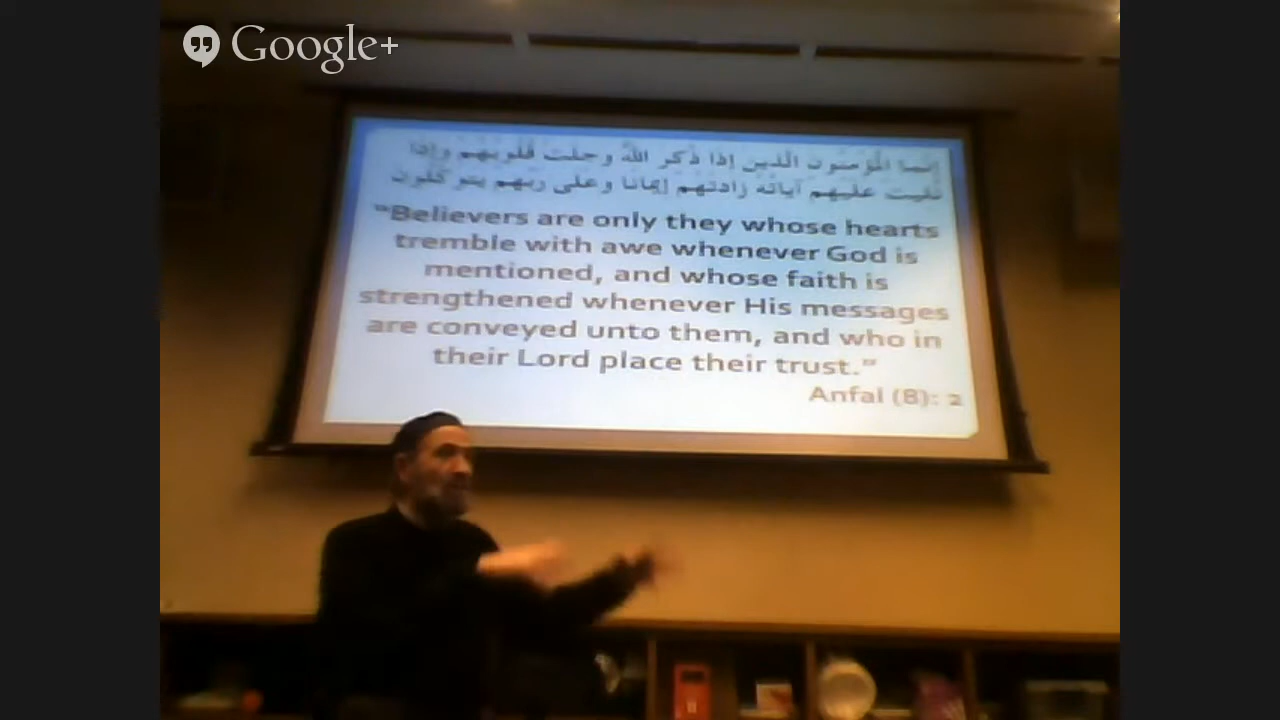 Google+
إنما المؤمنون الذين إذا ذكر الله وجلت قلوبهم وإذا
تليت عليهم آياته زادتهم إيمانا وعلى ربهم يتوكلون
"Believers are only they whose hearts
tremble with awe whenever God is
mentioned, and whose faith is
strengthened whenever His messages
are conveyed unto them, and who in
their Lord place their trust."
Anfal (8): 2